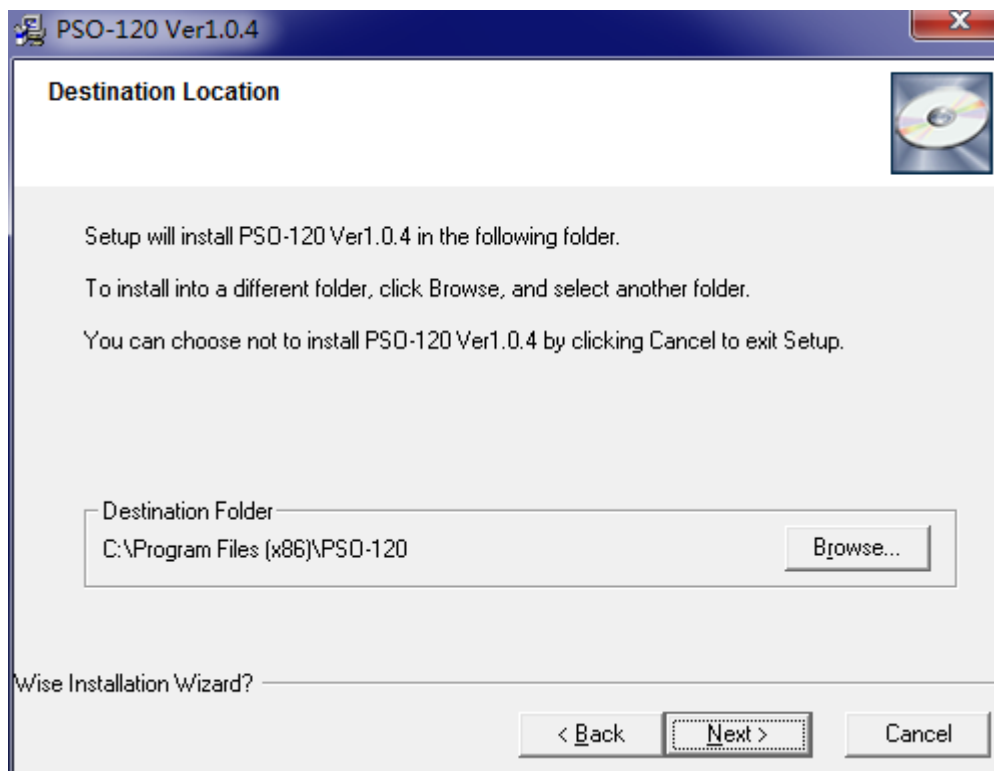 PSO-120 Ver1.0.4
Destination Location
Setup will install PSO-120 Ver1.0.4 in the following folder.
To install into a different folder, click Browse, and select another folder.
You can choose not to install PSO-120 Ver1.0.4 by clicking Cancel to exit Setup.
Destination Folder
C:\Program Files (x86)\PSO-120
Browse...
Wise Installation Wizard?
< Back Next > Cancel